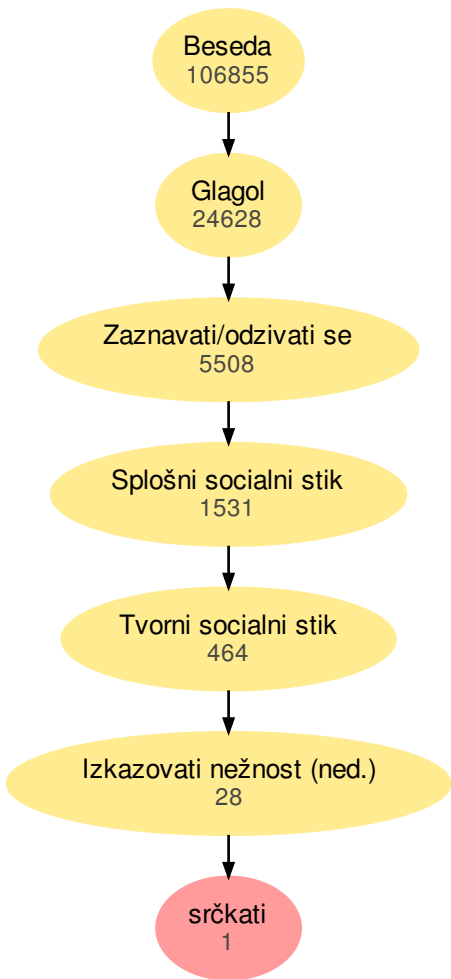 Beseda
106855
Glagol
24628
Zaznavati/odzivati se
5508
Splošni socialni stik
1531
Tvorni socialni stik
464
Izkazovati nežnost (ned.)
28
srčkati
1